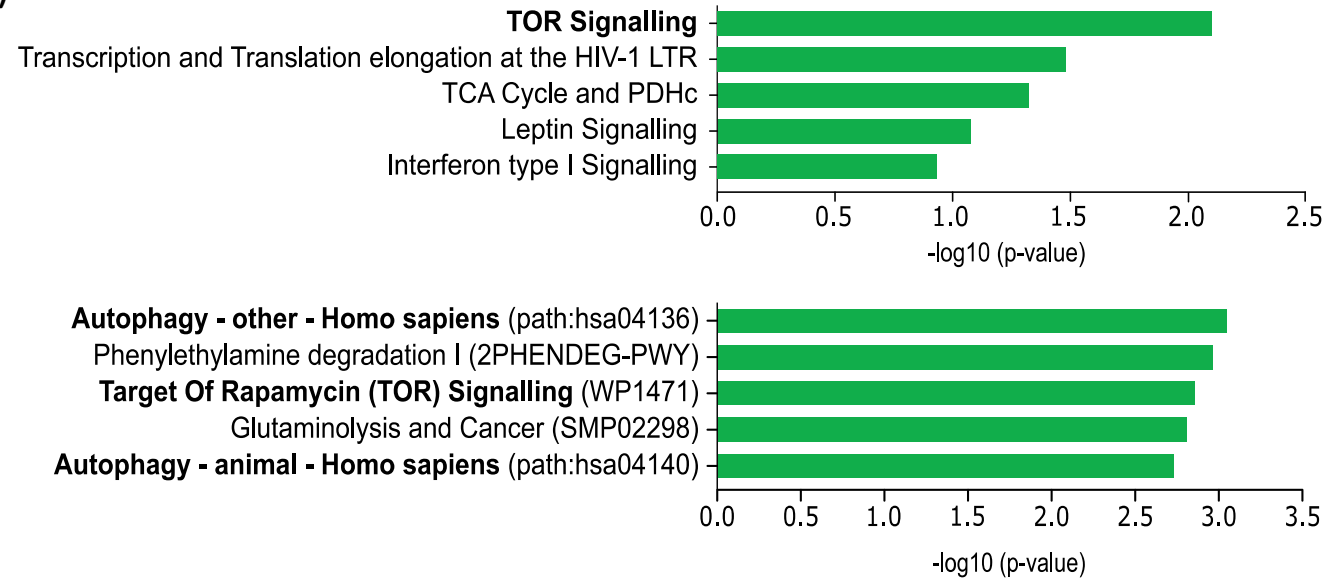 )
TOR Signalling
Transcription and Translation elongation at the HIV-1 LTR
TCA Cycle and PDHc
Leptin Signalling
Interferon type I Signalling
0.0 0.5 1.0 1.5 2.0 2.5
-log10 (p-value)
Autophagy - other - Homo sapiens (path:hsa04136)
Phenylethylamine degradation I (2PHENDEG-PWY)
Target Of Rapamycin (TOR) Signalling (WP1471)
Glutaminolysis and Cancer (SMP02298)
Autophagy - animal - Homo sapiens (path:hsa04140)
0.0 0.5 1.0 1.5 2.0 2.5 3.0 3.5
-log10 (p-value)